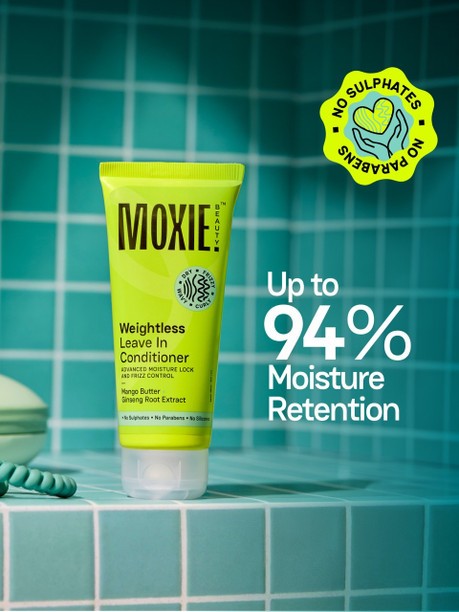 NO SULPHATES
NO PARABENS
MOXIE.
BEAUTY
™
DRY FRIZZY
WAVY CURLY
Weightless
Leave In
Conditioner
ADVANCED MOISTURE LOCK
AND FRIZZ CONTROL
Mango Butter
Ginseng Root Extract
• No Sulphates • No Parabens • No Silicones
Up to
94%
Moisture
Retention